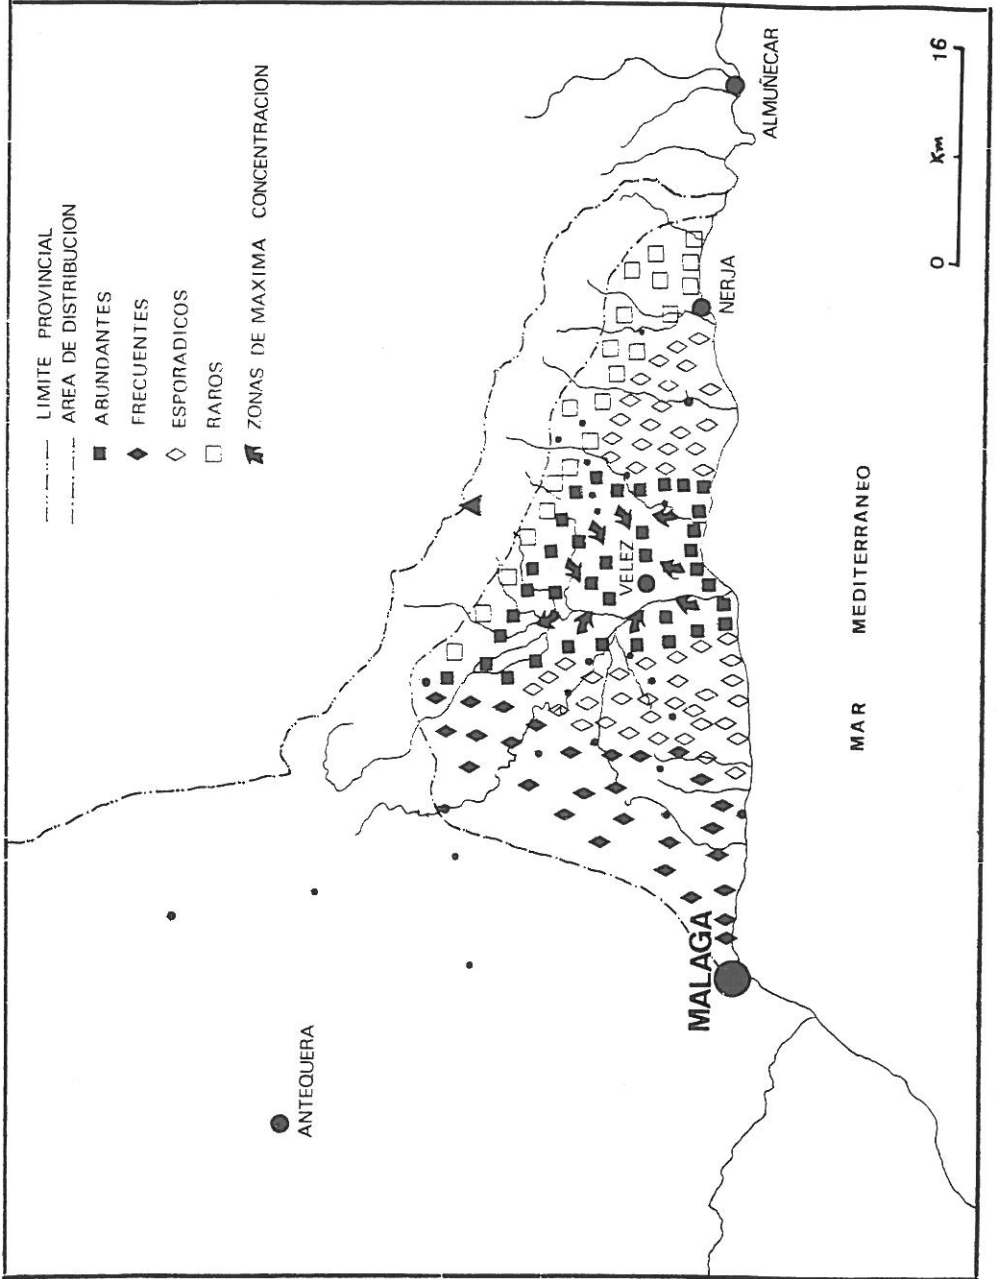 LIMITE PROVINCIAL
AREA DE DISTRIBUCION
ABUNDANTES
FRECUENTES
ESPORADICOS
RAROS
ZONAS DE MAXIMA CONCENTRACION
ANTEQUERA
MALAGA
VELEZ
NERJA
ALMUÑECAR
MAR MEDITERRANEO
0 Km 16